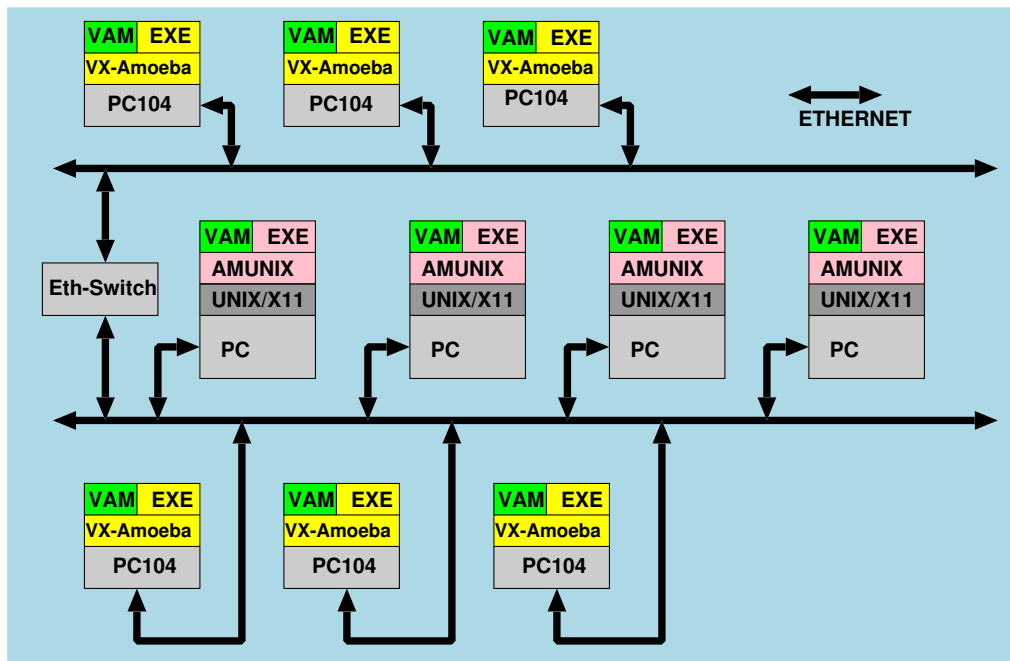 VAM EXE VAM EXE VAM EXE
VX-Amoeba VX-Amoeba VX-Amoeba
PC104 PC104 PC104
ETHERNET
VAM EXE VAM EXE VAM EXE VAM EXE
AMUNIX AMUNIX AMUNIX AMUNIX
Eth-Switch
UNIX/X11 UNIX/X11 UNIX/X11 UNIX/X11
PC PC PC PC
VAM EXE VAM EXE VAM EXE
VX-Amoeba VX-Amoeba VX-Amoeba
PC104 PC104 PC104